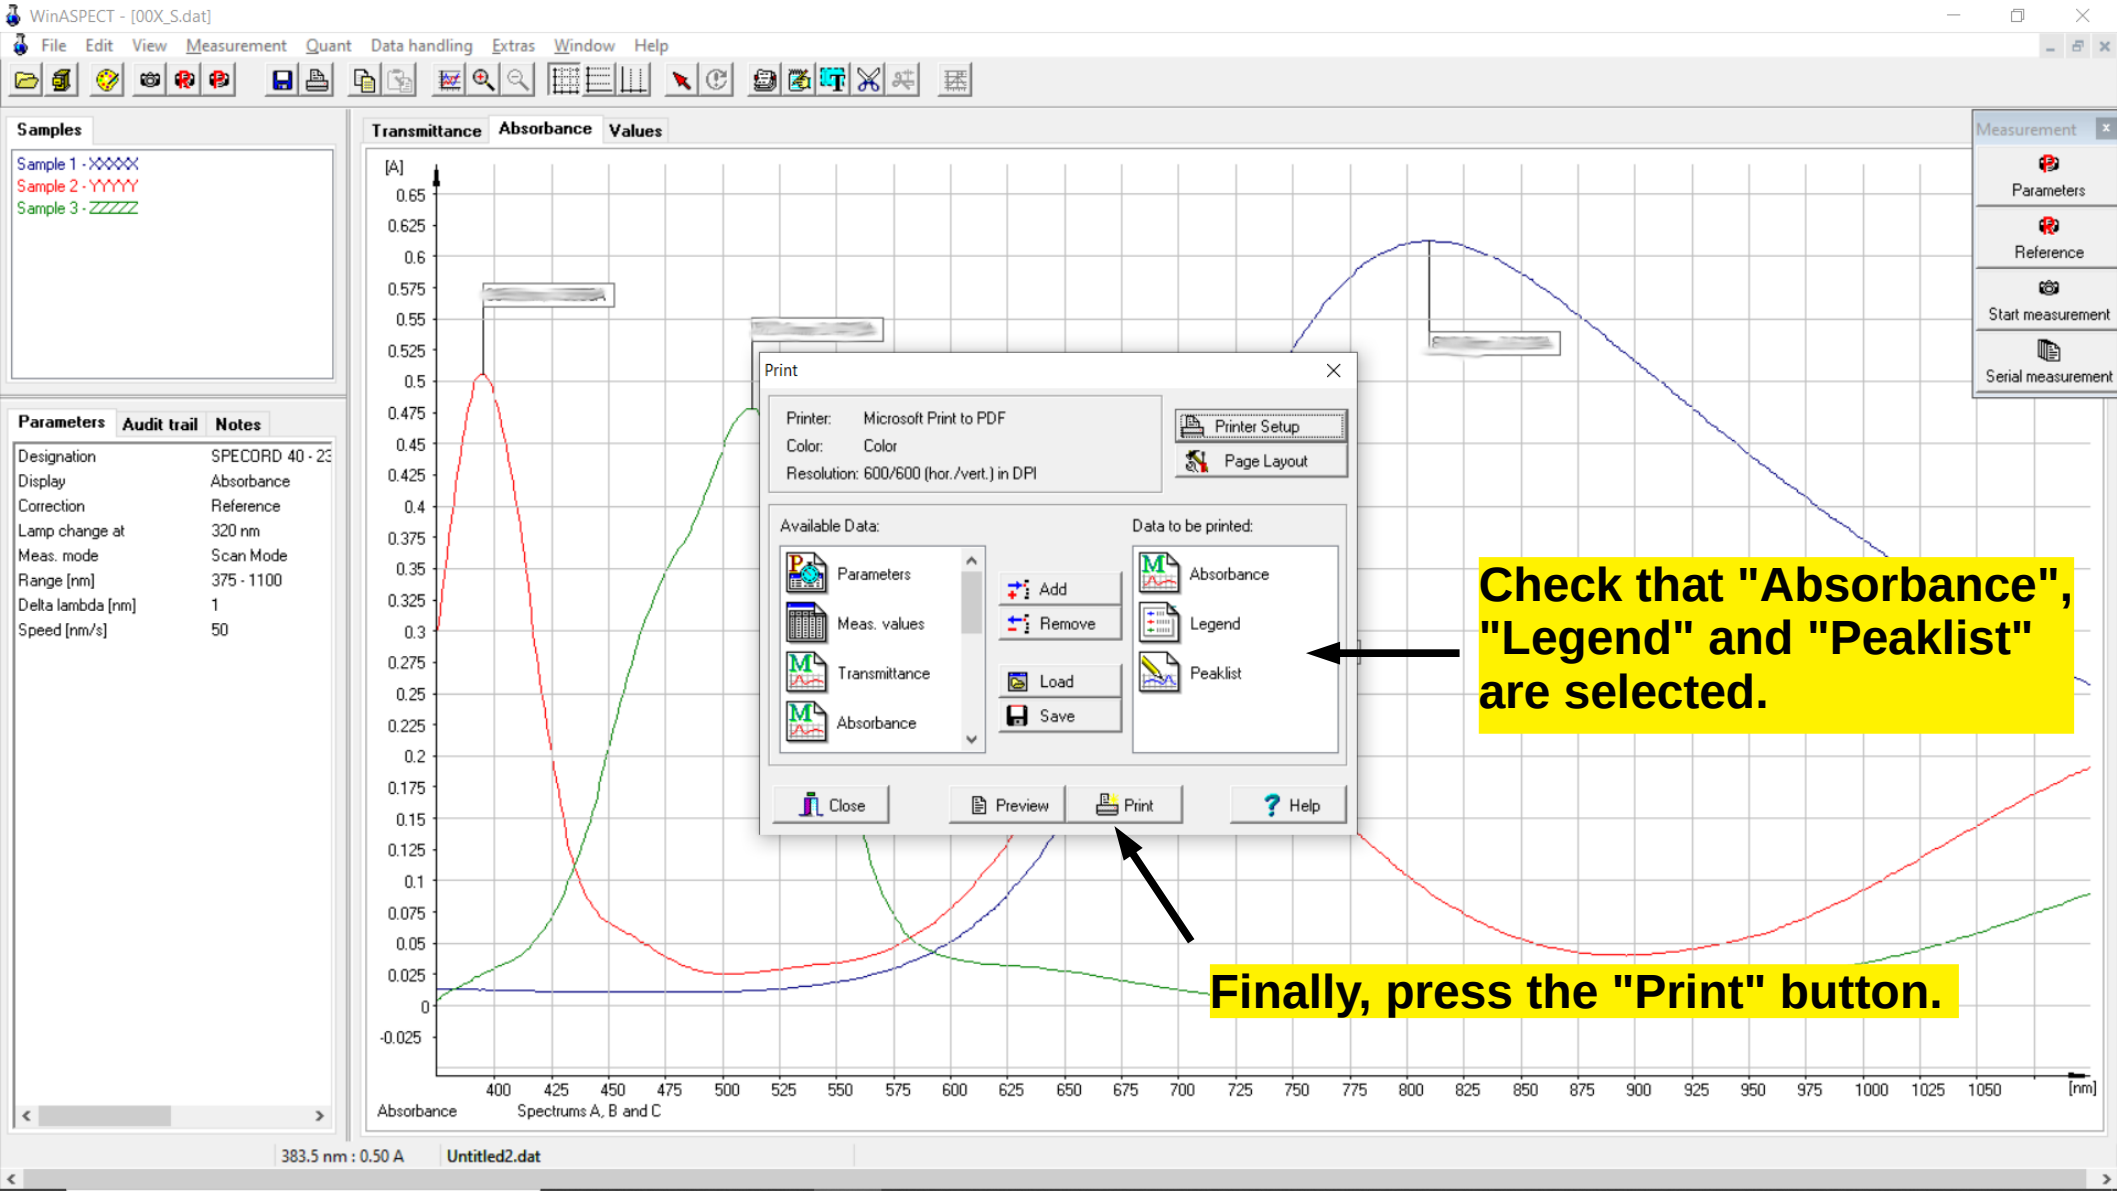 WinASPECT - [00X_S.dat]
File Edit View Measurement Quant Data handling Extras Window Help
Samples
Sample 1 - XXXXX
Sample 2 - YYYYY
Sample 3 - ZZZZZ
Parameters Audit trail Notes
Designation SPECORD 40 - 23
Display Absorbance
Correction Reference
Lamp change at 320 nm
Meas. mode Scan Mode
Range [nm] 375 - 1100
Delta lambda [nm] 1
Speed [nm/s] 50
Transmittance Absorbance Values
[A]
0.65
0.625
0.6
0.575
0.55
0.525
0.5
0.475
0.45
0.425
0.4
0.375
0.35
0.325
0.3
0.275
0.25
0.225
0.2
0.175
0.15
0.125
0.1
0.075
0.05
0.025
0
-0.025
400 425 450 475 500 525 550 575 600 625 650 675 700 725 750 775 800 825 850 875 900 925 950 975 1000 1025 1050 [nm]
Absorbance Spectrums A, B and C
Print
Printer: Microsoft Print to PDF
Color: Color
Resolution: 600/600 (hor./vert.) in DPI
Printer Setup
Page Layout
Available Data:
Parameters
Meas. values
Transmittance
Absorbance
Add
Remove
Load
Save
Data to be printed:
Absorbance
Legend
Peaklist
Close Preview Print Help
Check that "Absorbance",
"Legend" and "Peaklist"
are selected.
Finally, press the "Print" button.
Measurement
Parameters
Reference
Start measurement
Serial measurement
383.5 nm : 0.50 A Untitled2.dat